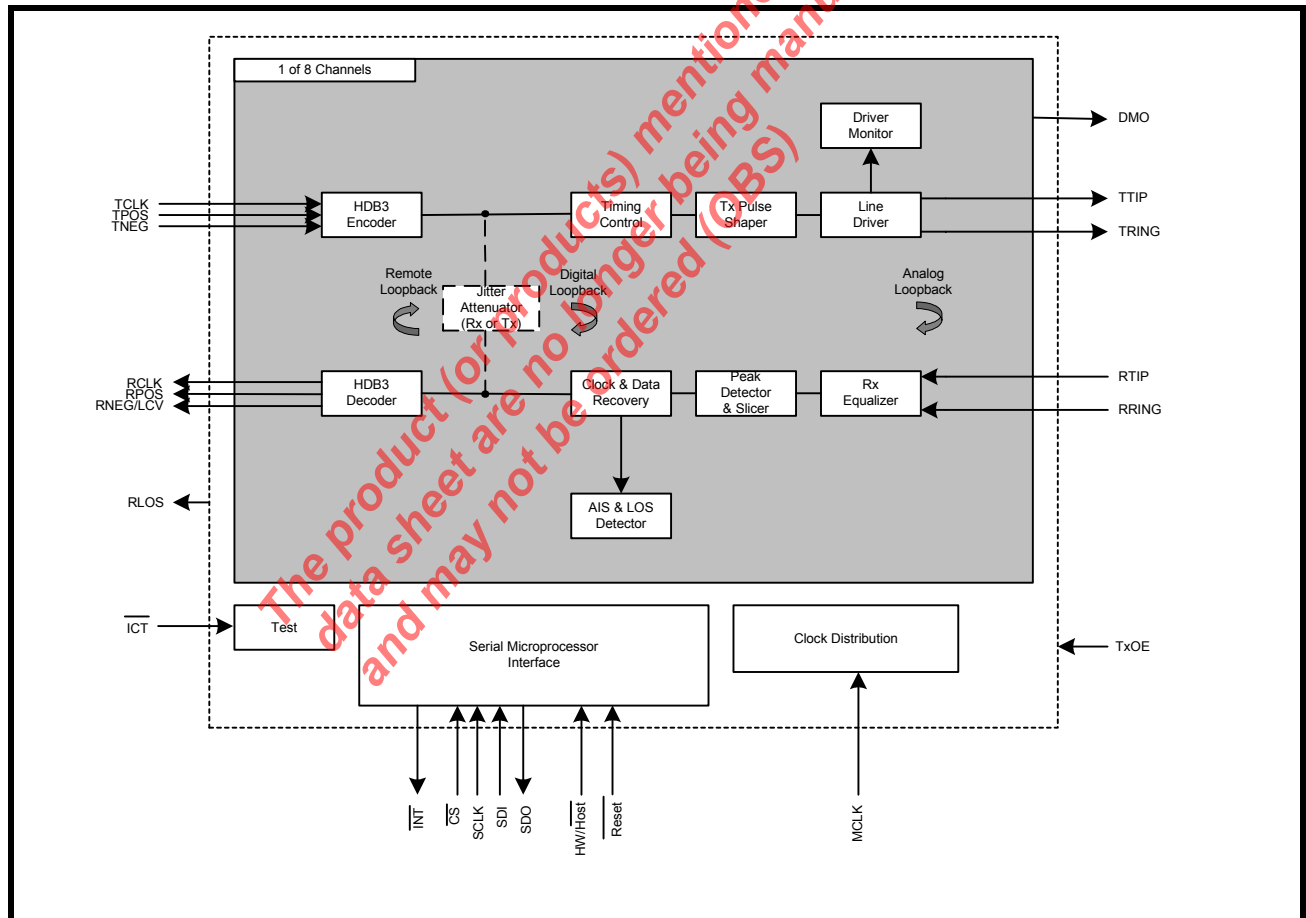 1 of 8 Channels
Driver
Monitor
DMO
TCLK
TPOS
TNEG
HDB3
Encoder
Timing
Control
Tx Pulse
Shaper
Line
Driver
TTIP
TRING
Remote
Loopback
Jitter
Attenuator
(Rx or Tx)
Digital
Loopback
Analog
Loopback
RCLK
RPOS
RNEG/LCV
HDB3
Decoder
Clock & Data
Recovery
Peak
Detector
& Slicer
Rx
Equalizer
RTIP
RRING
RLOS
AIS & LOS
Detector
ICT
Test
Serial Microprocessor
Interface
Clock Distribution
TxOE
INT
CS
SCLK
SDI
SDO
HW/Host
Reset
MCLK
The product (or products) mentione
data sheet are no longer being manu
and may not be ordered (OBS)